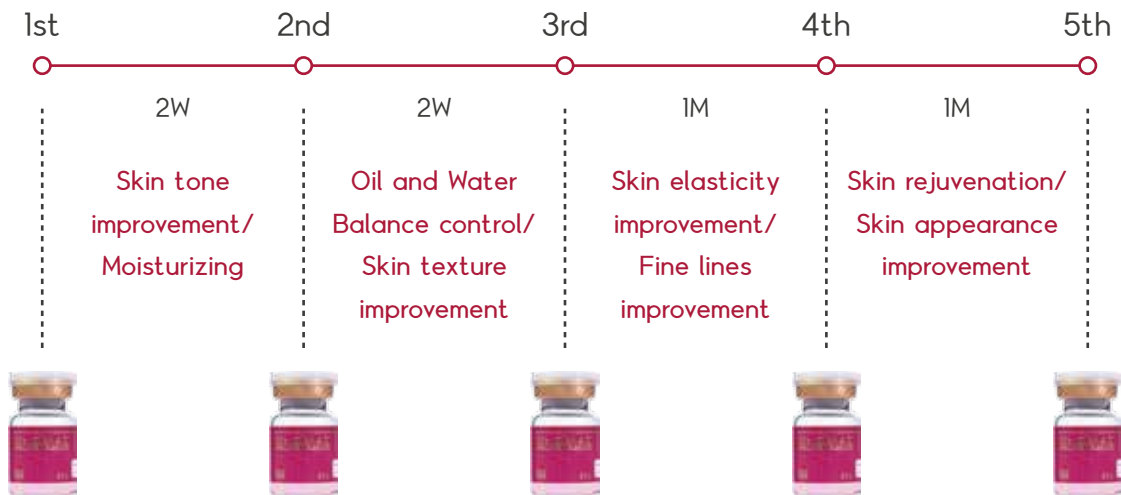 1st
2nd
3rd
4th
5th
2W
2W
1M
1M
Skin tone
improvement/
Moisturizing
Oil and Water
Balance control/
Skin texture
improvement
Skin elasticity
improvement/
Fine lines
improvement
Skin rejuvenation/
Skin appearance
improvement